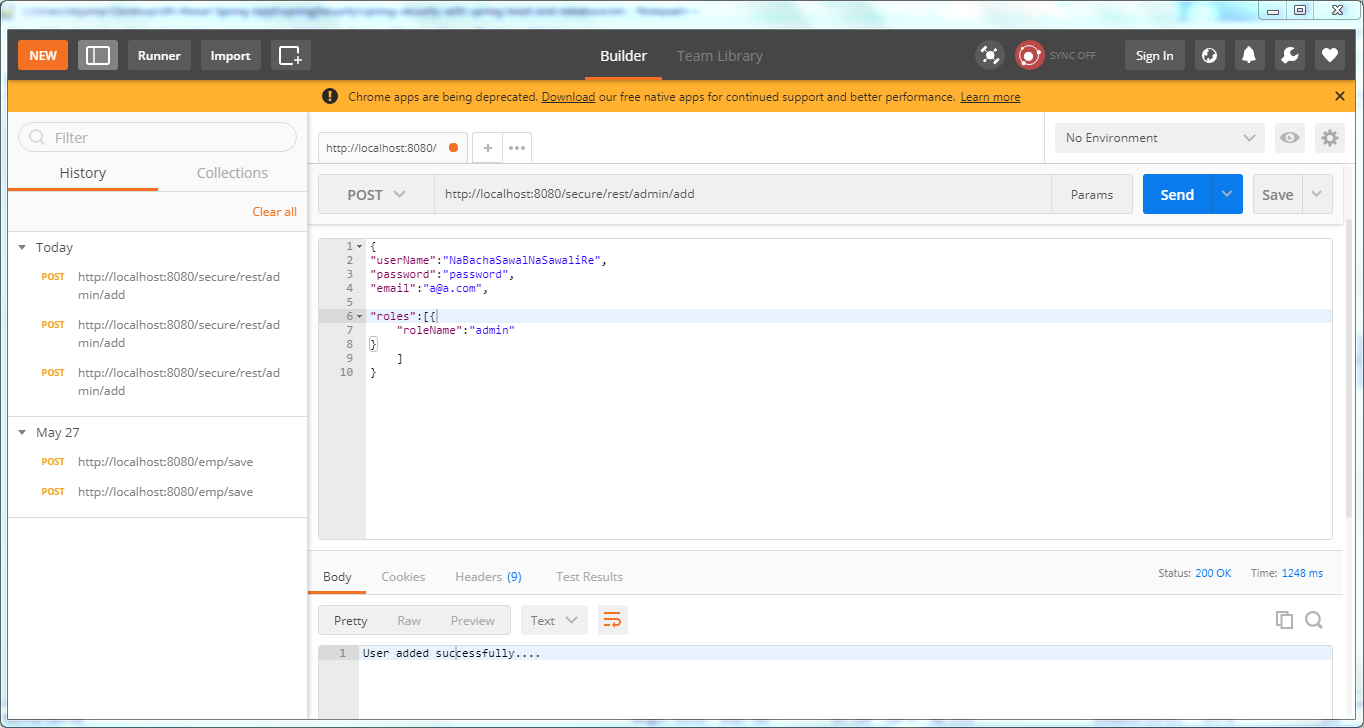 NEW
Runner
Import
Builder
Team Library
SYNC OFF
Sign In
Chrome apps are being deprecated. Download our free native apps for continued support and better performance. Learn more
Filter
History
Collections
Clear all
Today
POST http://localhost:8080/secure/rest/ad
min/add
POST http://localhost:8080/secure/rest/ad
min/add
POST http://localhost:8080/secure/rest/ad
min/add
May 27
POST http://localhost:8080/emp/save
POST http://localhost:8080/emp/save
http://localhost:8080/
No Environment
POST
http://localhost:8080/secure/rest/admin/add
Params
Send
Save
1 {
2 "userName":"NaBachaSawalNaSawaliRe",
3 "password":"password",
4 "email":"a@a.com",
5
6 "roles":[{
7 "roleName":"admin"
8 }
9 ]
10 }
Body
Cookies
Headers (9)
Test Results
Status: 200 OK
Time: 1248 ms
Pretty
Raw
Preview
Text
1 User added successfully....